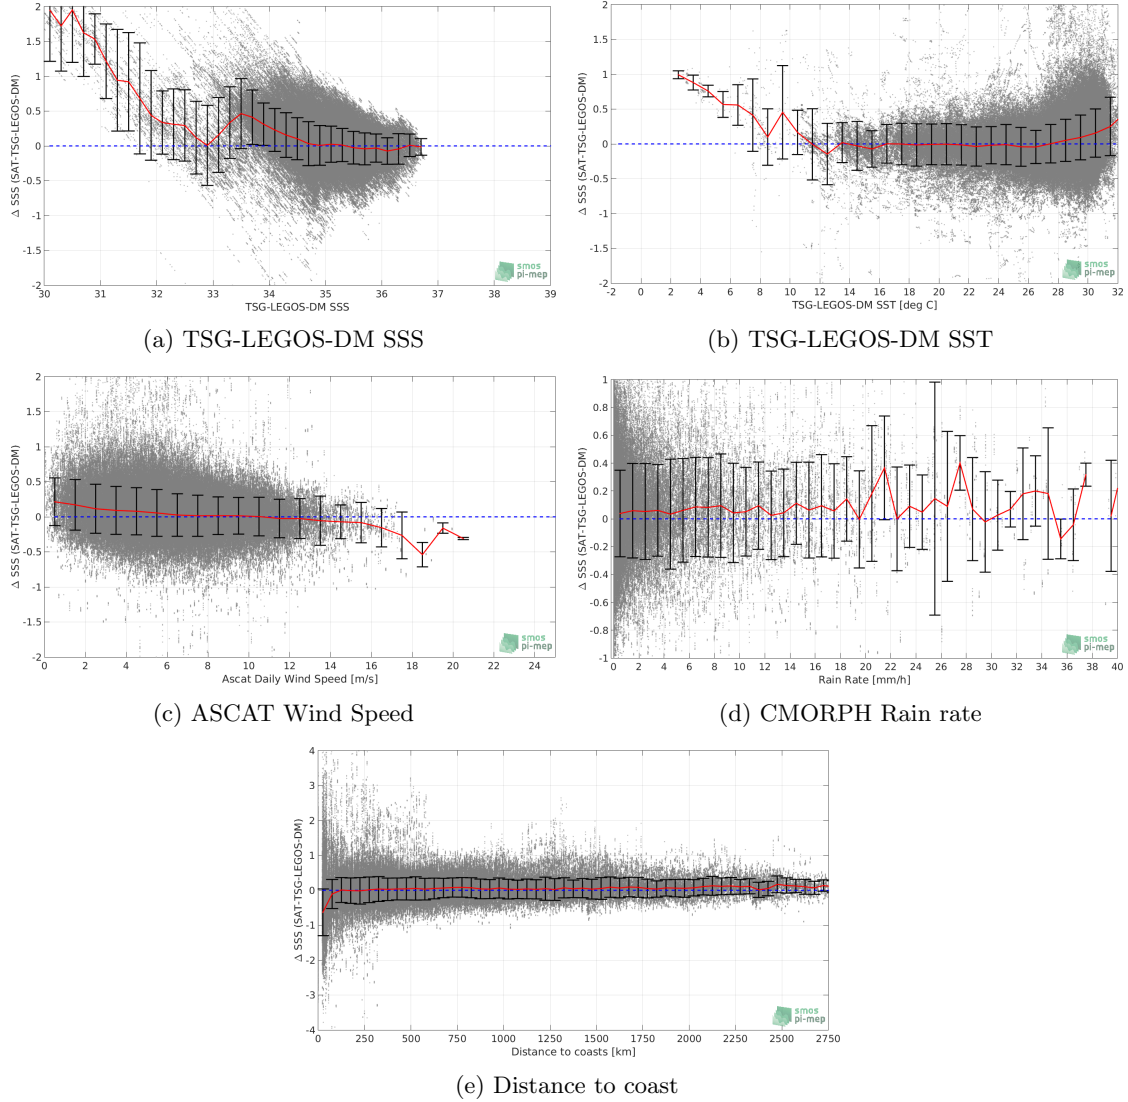 2
1.5
1
0.5
0
-0.5
-1
-1.5
-2
Δ SSS (SAT-TSG-LEGOS-DM)
30 31 32 33 34 35 36 37 38 39
TSG-LEGOS-DM SSS
smos
pi-mep
(a) TSG-LEGOS-DM SSS
2
1.5
1
0.5
0
-0.5
-1
-1.5
-2
Δ SSS (SAT-TSG-LEGOS-DM)
-2 0 2 4 6 8 10 12 14 16 18 20 22 24 26 28 30 32
TSG-LEGOS-DM SST [deg C]
smos
pi-mep
(b) TSG-LEGOS-DM SST
2
1.5
1
0.5
0
-0.5
-1
-1.5
-2
Δ SSS (SAT-TSG-LEGOS-DM)
0 2 4 6 8 10 12 14 16 18 20 22 24
Ascat Daily Wind Speed [m/s]
smos
pi-mep
(c) ASCAT Wind Speed
1
0.8
0.6
0.4
0.2
0
-0.2
-0.4
-0.6
-0.8
-1
Δ SSS (SAT-TSG-LEGOS-DM)
0 2 4 6 8 10 12 14 16 18 20 22 24 26 28 30 32 34 36 38 40
Rain Rate [mm/h]
smos
pi-mep
(d) CMORPH Rain rate
4
3
2
1
0
-1
-2
-3
-4
Δ SSS (SAT-TSG-LEGOS-DM)
0 250 500 750 1000 1250 1500 1750 2000 2250 2500 2750
Distance to coasts [km]
smos
pi-mep
(e) Distance to coast